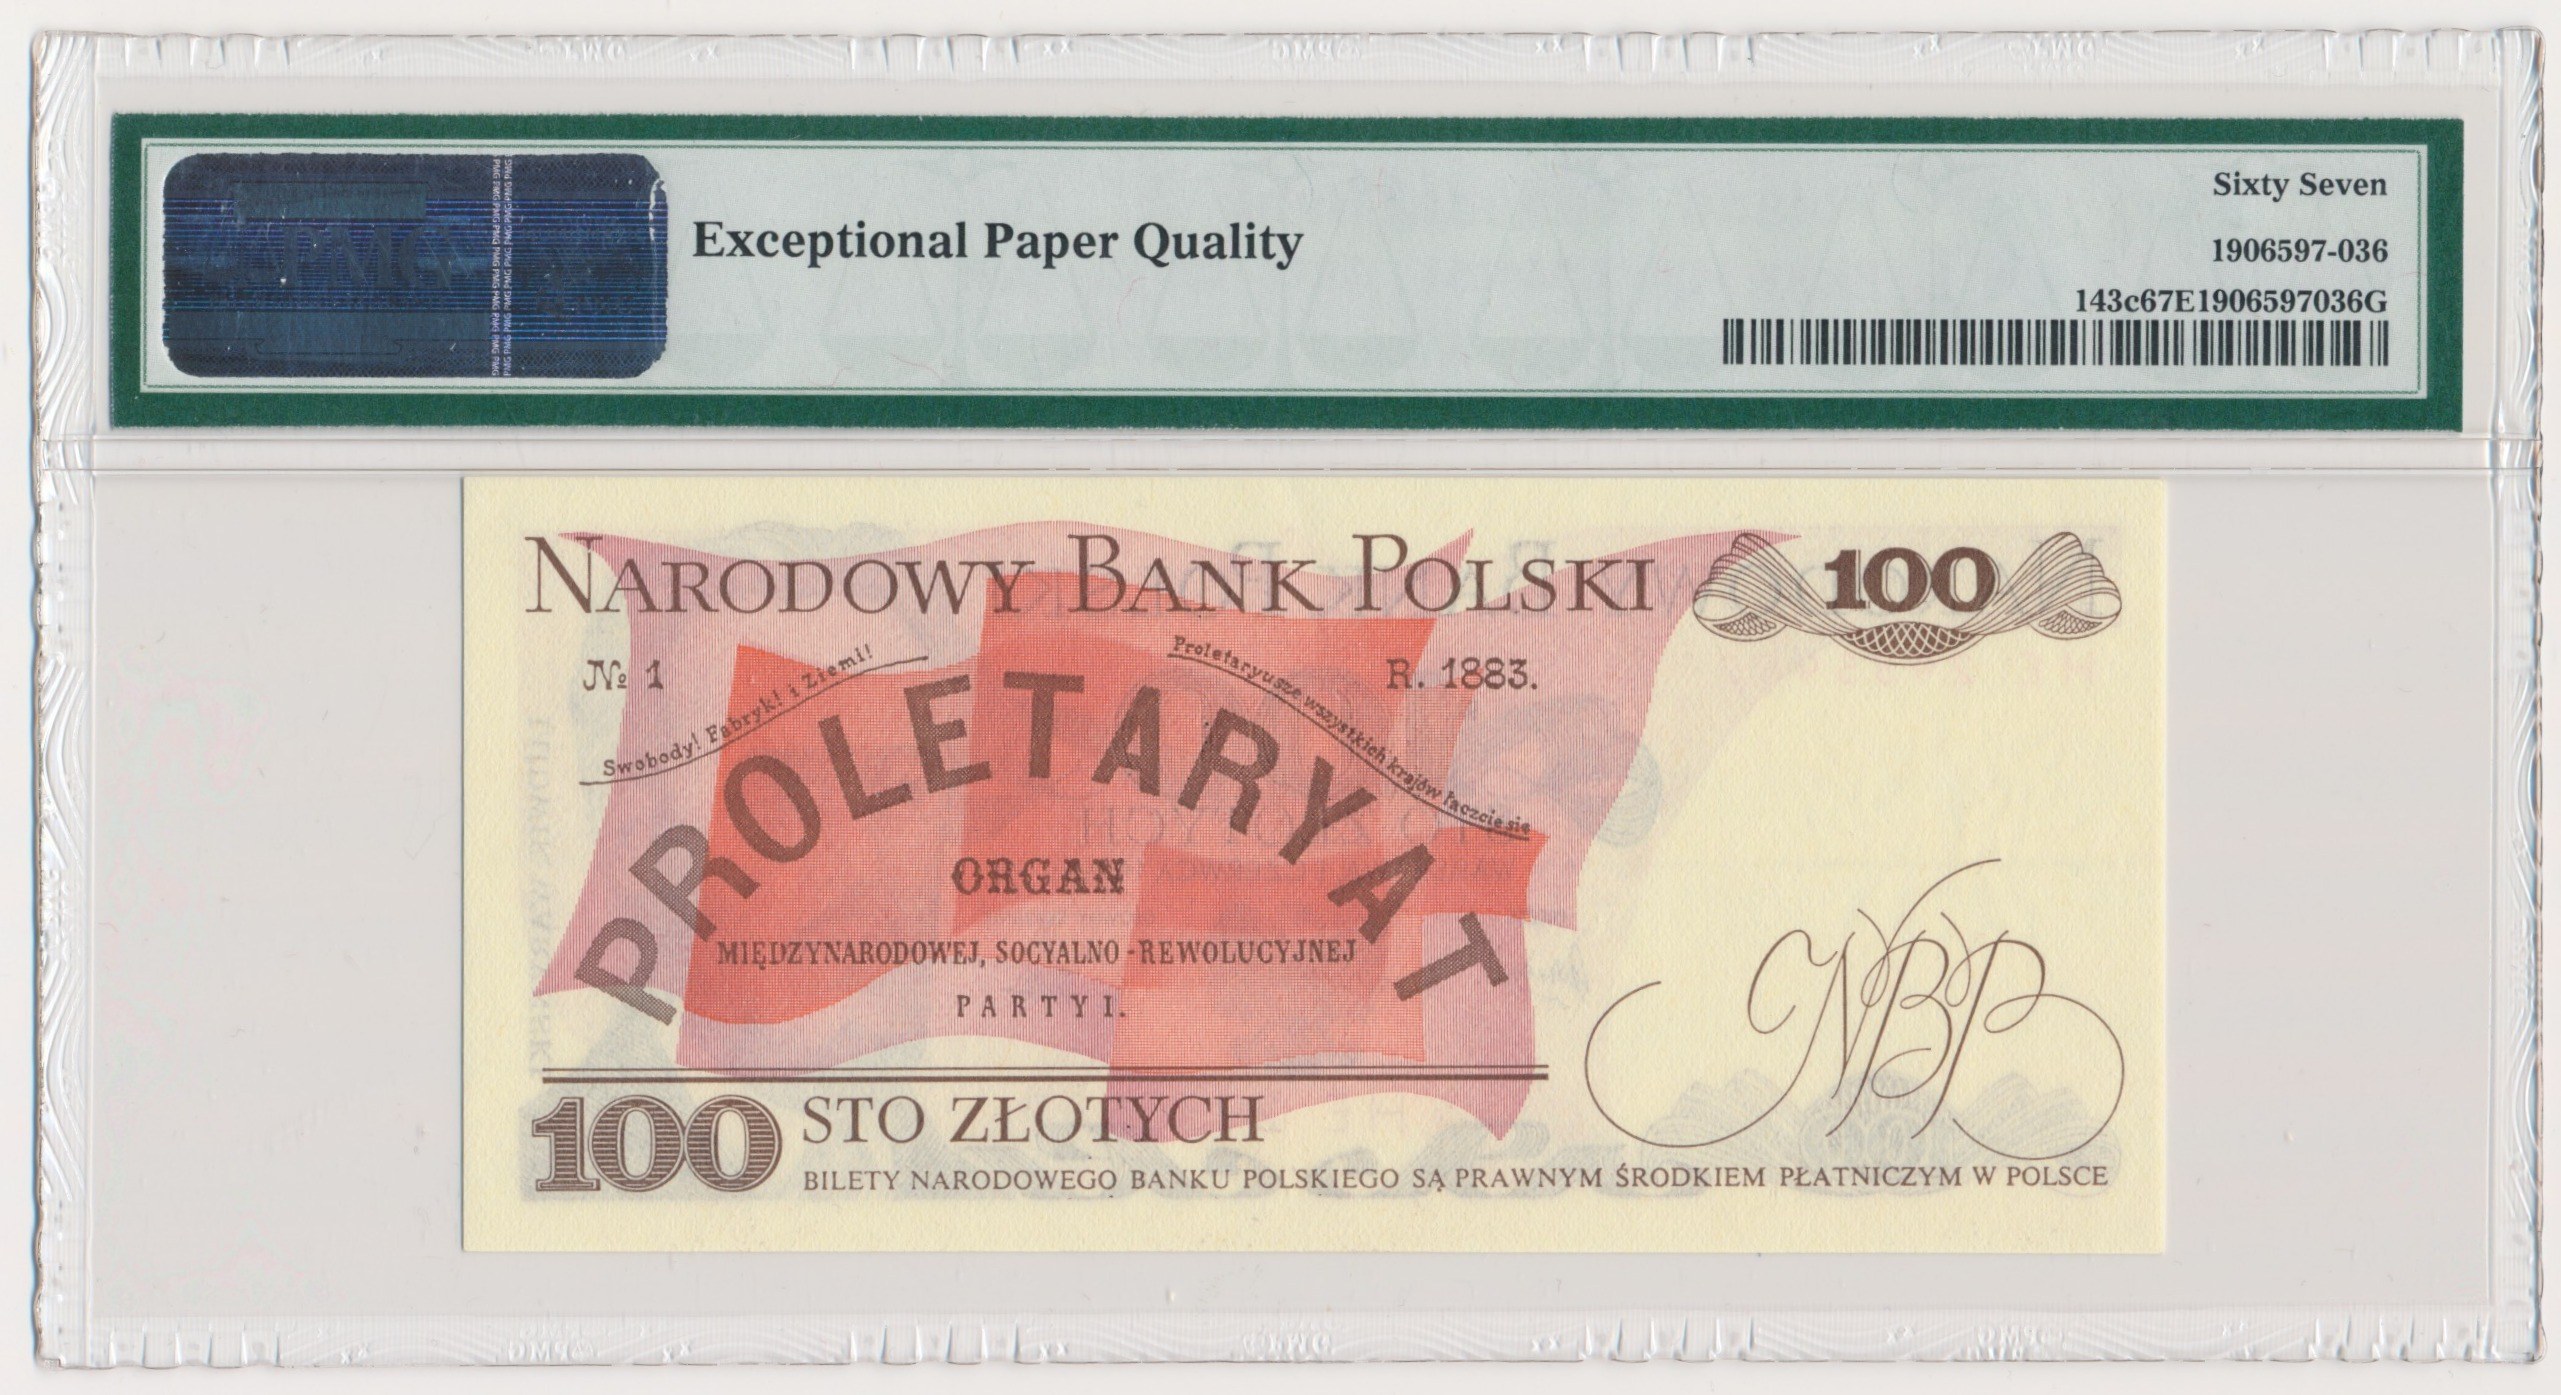 Sixty Seven
Exceptional Paper Quality
1906597-036
143c67E1906597036G
PMG
NARODOWY BANK POLSKI
100
№ 1
Swobody! Fabryk! i Ziemi!
Proletaryusze wszystkich krajów łączcie się
R. 1883.
PROLETARYAT
ORGAN
MIĘDZYNARODOWEJ, SOCYALNO-REWOLUCYJNEJ
PARTYI.
NBP
100 STO ZŁOTYCH
BILETY NARODOWEGO BANKU POLSKIEGO SĄ PRAWNYM ŚRODKIEM PŁATNICZYM W POLSCE